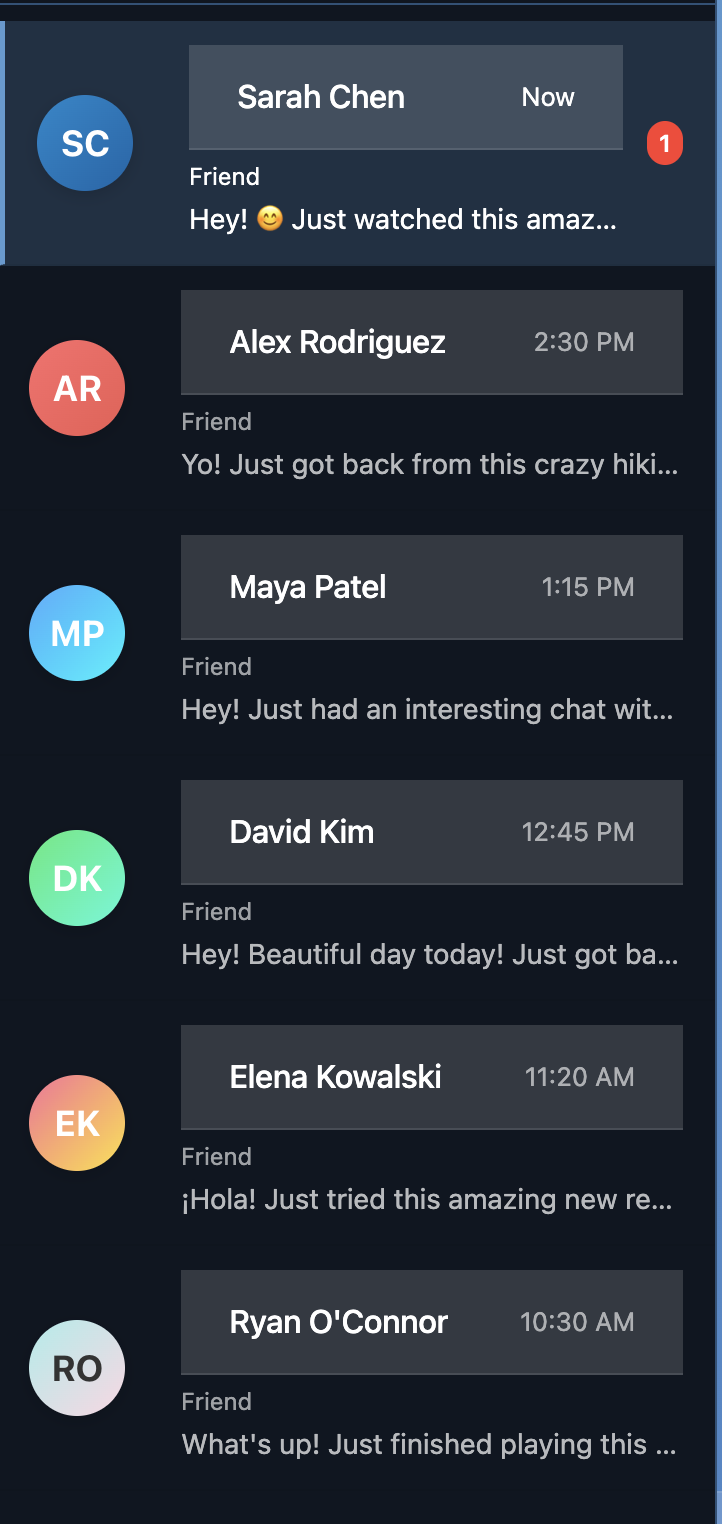 SC
Sarah Chen Now
1
Friend
Hey! 😊 Just watched this amaz...
AR
Alex Rodriguez 2:30 PM
Friend
Yo! Just got back from this crazy hiki...
MP
Maya Patel 1:15 PM
Friend
Hey! Just had an interesting chat wit...
DK
David Kim 12:45 PM
Friend
Hey! Beautiful day today! Just got ba...
EK
Elena Kowalski 11:20 AM
Friend
¡Hola! Just tried this amazing new re...
RO
Ryan O'Connor 10:30 AM
Friend
What's up! Just finished playing this ...